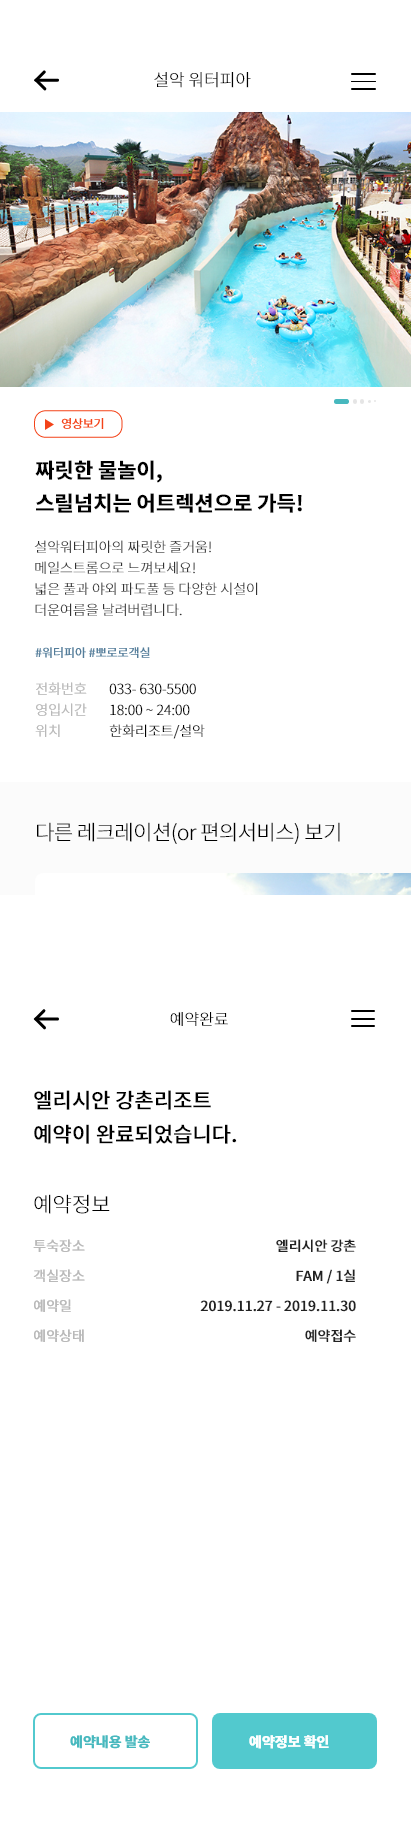 설악 워터피아
영상보기
짜릿한 물놀이,
스릴넘치는 어트렉션으로 가득!
설악워터피아의 짜릿한 즐거움!
메일스트롬으로 느껴보세요!
넓은 풀과 야외 파도풀 등 다양한 시설이
더운여름을 날려버립니다.
#워터피아 #뽀로로객실
전화번호 033- 630-5500
영입시간 18:00 ~ 24:00
위치 한화리조트/설악
다른 레크레이션(or 편의서비스) 보기
예약완료
엘리시안 강촌리조트
예약이 완료되었습니다.
예약정보
투숙장소 엘리시안 강촌
객실장소 FAM / 1실
예약일 2019.11.27 - 2019.11.30
예약상태 예약접수
예약내용 발송 예약정보 확인